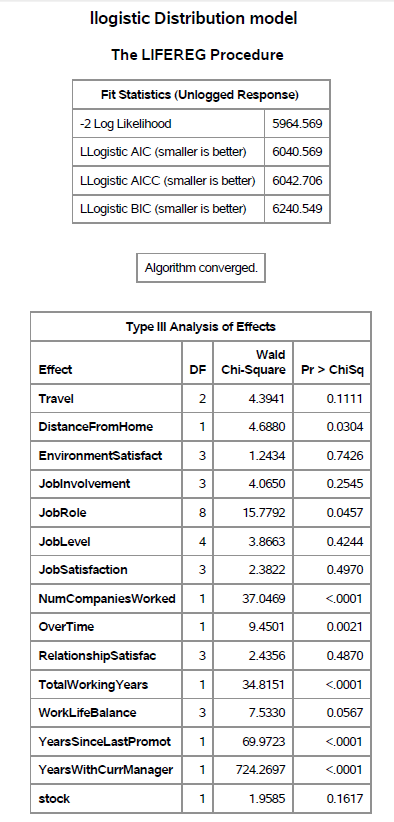 llogistic Distribution model
The LIFEREG Procedure
Fit Statistics (Unlogged Response)
-2 Log Likelihood 5964.569
LLogistic AIC (smaller is better) 6040.569
LLogistic AICC (smaller is better) 6042.706
LLogistic BIC (smaller is better) 6240.549
Algorithm converged.
Type III Analysis of Effects
Wald
Effect DF Chi-Square Pr > ChiSq
Travel 2 4.3941 0.1111
DistanceFromHome 1 4.6880 0.0304
EnvironmentSatisfact 3 1.2434 0.7426
JobInvolvement 3 4.0650 0.2545
JobRole 8 15.7792 0.0457
JobLevel 4 3.8663 0.4244
JobSatisfaction 3 2.3822 0.4970
NumCompaniesWorked 1 37.0469 <.0001
OverTime 1 9.4501 0.0021
RelationshipSatisfac 3 2.4356 0.4870
TotalWorkingYears 1 34.8151 <.0001
WorkLifeBalance 3 7.5330 0.0567
YearsSinceLastPromot 1 69.9723 <.0001
YearsWithCurrManager 1 724.2697 <.0001
stock 1 1.9585 0.1617